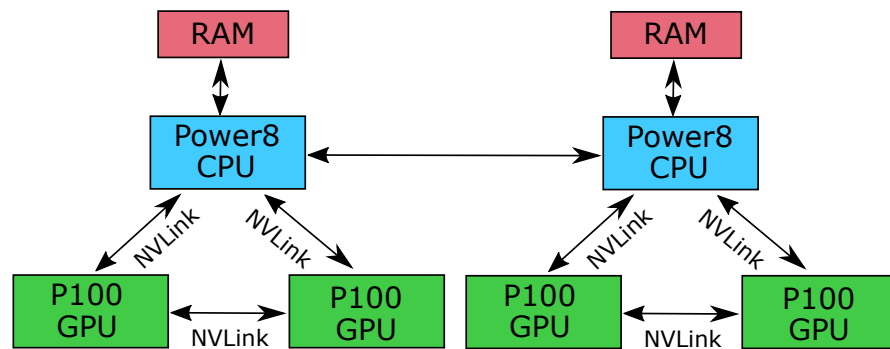 RAM
RAM
Power8
CPU
Power8
CPU
NVLink
NVLink
NVLink
NVLink
P100
GPU
P100
GPU
P100
GPU
P100
GPU
NVLink
NVLink